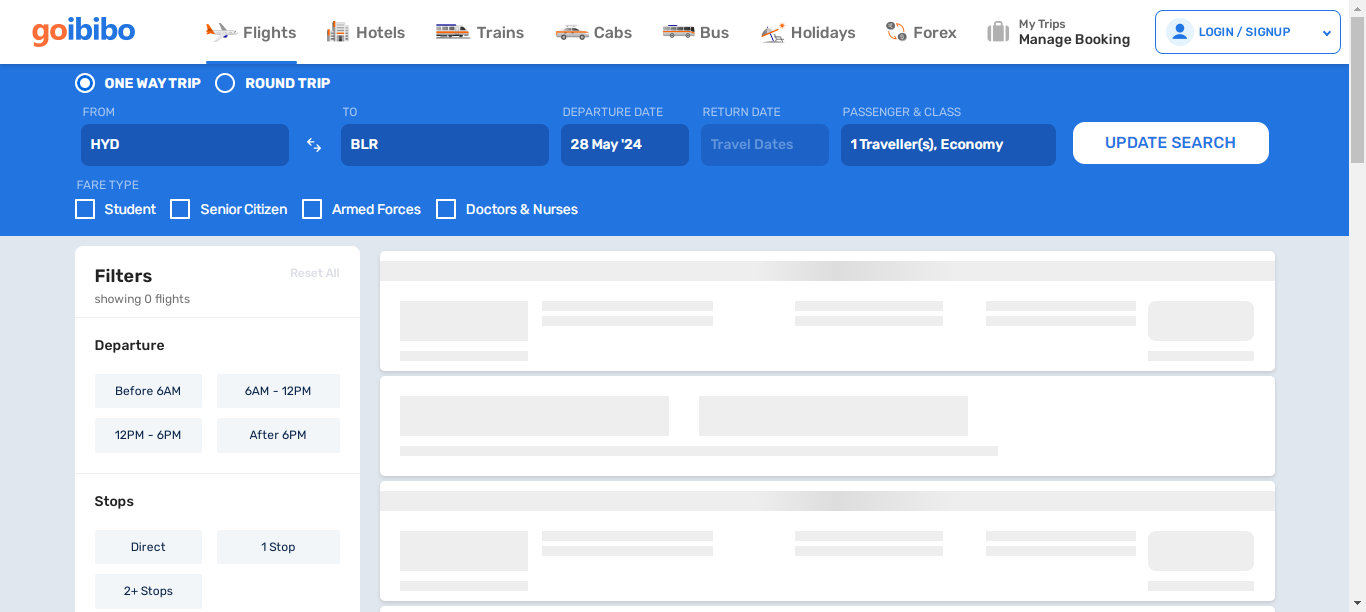 goibibo
Flights
Hotels
Trains
Cabs
Bus
Holidays
Forex
My Trips
Manage Booking
LOGIN / SIGNUP
ONE WAY TRIP
ROUND TRIP
FROM
TO
DEPARTURE DATE
RETURN DATE
PASSENGER & CLASS
HYD
BLR
28 May '24
Travel Dates
1 Traveller(s), Economy
UPDATE SEARCH
FARE TYPE
Student
Senior Citizen
Armed Forces
Doctors & Nurses
Filters
Reset All
showing 0 flights
Departure
Before 6AM
6AM - 12PM
12PM - 6PM
After 6PM
Stops
Direct
1 Stop
2+ Stops